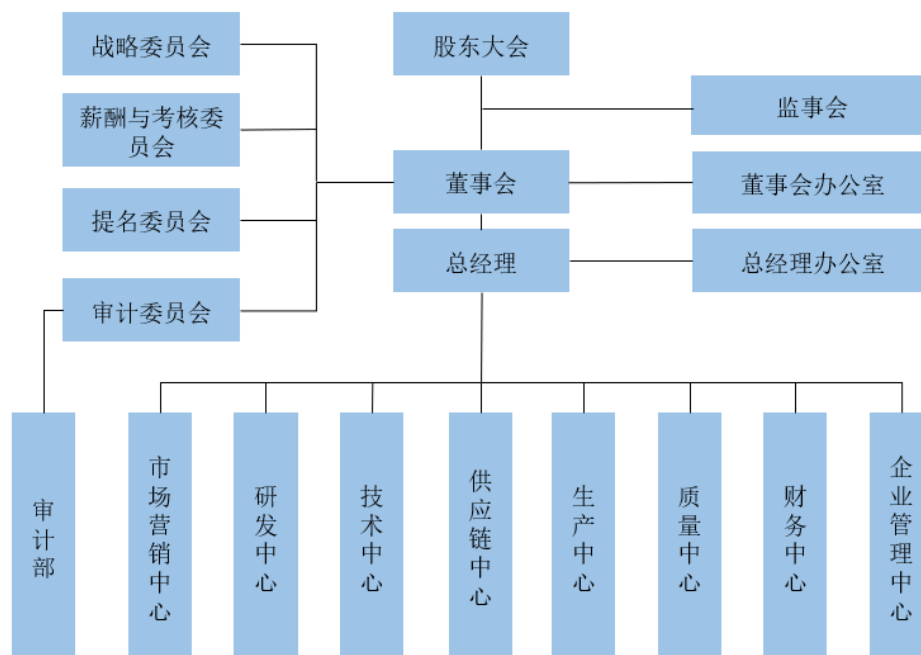 战略委员会
股东大会
薪酬与考核委
员会
监事会
董事会
董事会办公室
提名委员会
总经理
总经理办公室
审计委员会
审计部
市场营销中心
研发中心
技术中心
供应链中心
生产中心
质量中心
财务中心
企业管理中心